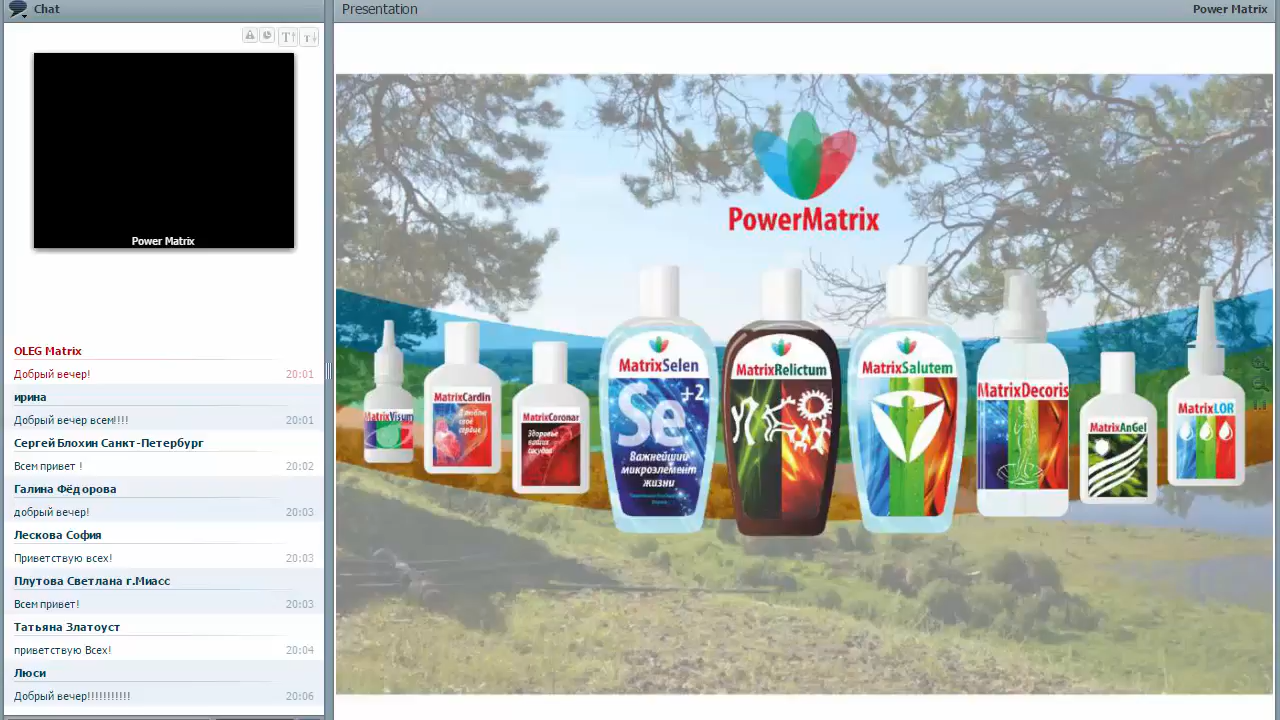 Chat
Power Matrix
OLEG Matrix
Добрый вечер!
20:01
ирина
Добрый вечер всем!!!!
20:01
Сергей Блохин Санкт-Петербург
Всем привет !
20:02
Галина Фёдорова
добрый вечер!
20:03
Лескова София
Приветствую всех!
20:03
Плутова Светлана г.Миасс
Всем привет!
20:03
Татьяна Златоуст
приветствую Всех!
20:04
Люси
Добрый вечер!!!!!!!!!!!
20:06
Presentation
Power Matrix
PowerMatrix
MatrixVisum
MatrixCardin
MatrixCoronar
Здоровье
ваших
сосудов
MatrixSelen
Se+2
Важнейший
микроэлемент
жизни
MatrixRelictum
MatrixSalutem
MatrixDecoris
MatrixAnGel
MatrixLOR